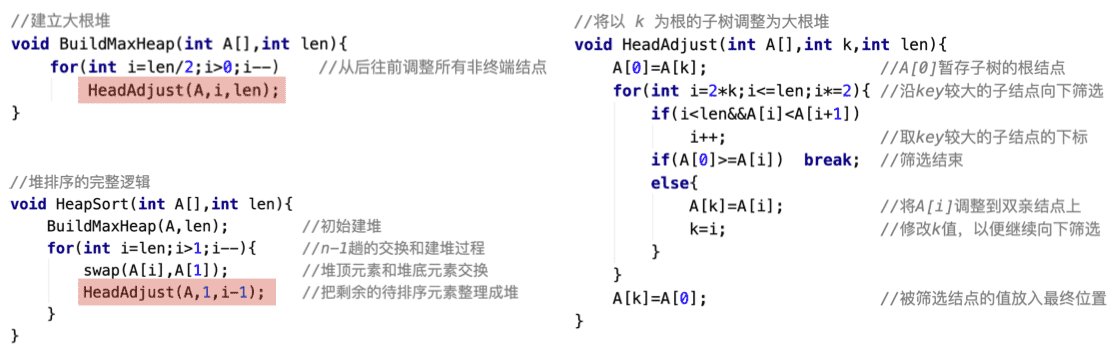 //建立大根堆
void BuildMaxHeap(int A[],int len){
    for(int i=len/2;i>0;i--)    //从后往前调整所有非终端结点
        HeadAdjust(A,i,len);
}
//堆排序的完整逻辑
void HeapSort(int A[],int len){
    BuildMaxHeap(A,len);        //初始建堆
    for(int i=len;i>1;i--){     //n-1趟的交换和建堆过程
        swap(A[i],A[1]);        //堆顶元素和堆底元素交换
        HeadAdjust(A,1,i-1);    //把剩余的待排序元素整理成堆
    }
}
//将以 k 为根的子树调整为大根堆
void HeadAdjust(int A[],int k,int len){
    A[0]=A[k];                  //A[0]暂存子树的根结点
    for(int i=2*k;i<=len;i*=2){ //沿key较大的子结点向下筛选
        if(i<len&&A[i]<A[i+1])
            i++;                //取key较大的子结点的下标
        if(A[0]>=A[i])  break;  //筛选结束
        else{
            A[k]=A[i];          //将A[i]调整到双亲结点上
            k=i;                //修改k值，以便继续向下筛选
        }
    }
    A[k]=A[0];                  //被筛选结点的值放入最终位置
}